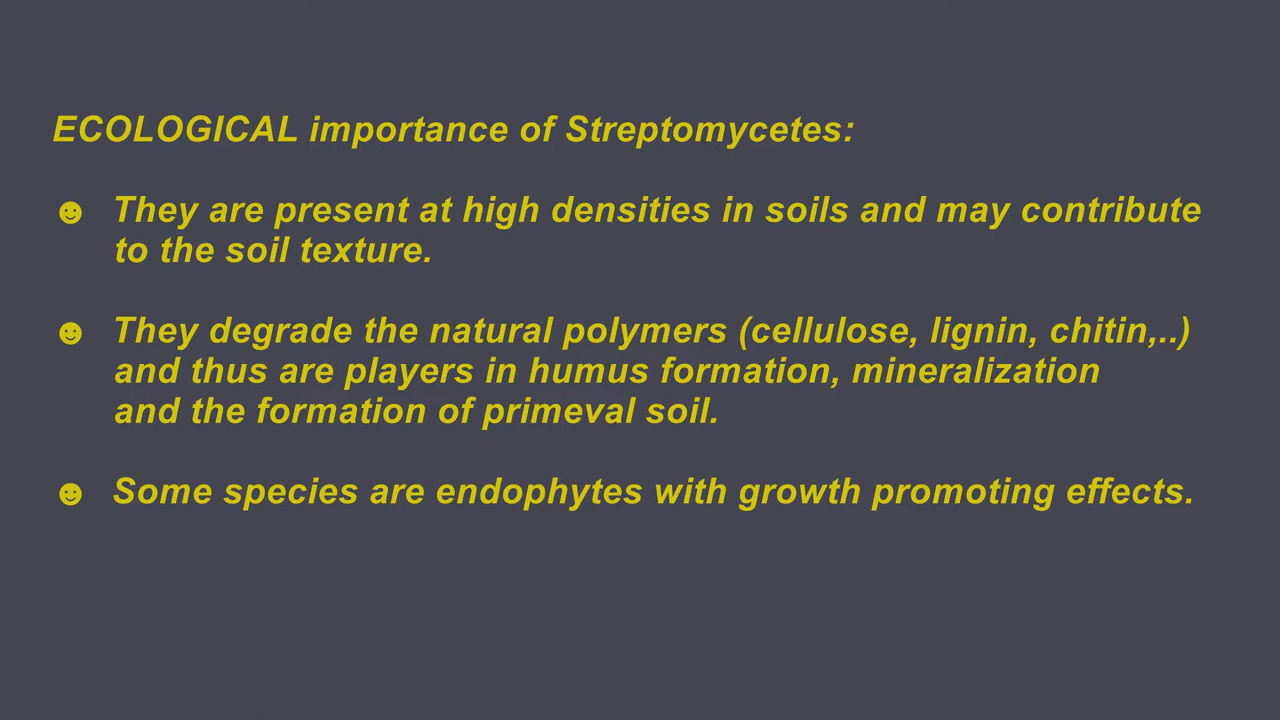 ECOLOGICAL importance of Streptomycetes:
☻ They are present at high densities in soils and may contribute
to the soil texture.
☻ They degrade the natural polymers (cellulose, lignin, chitin,..)
and thus are players in humus formation, mineralization
and the formation of primeval soil.
☻ Some species are endophytes with growth promoting effects.